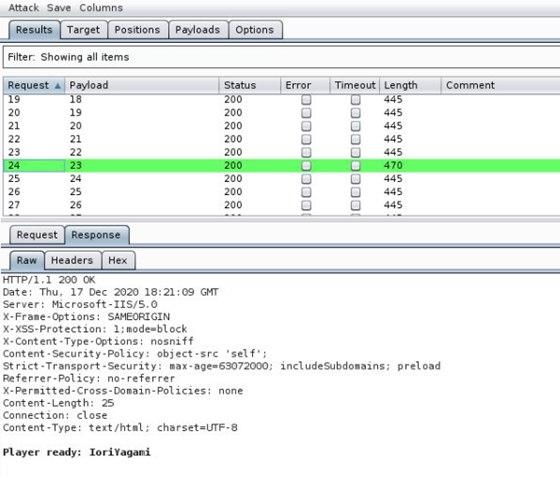 Attack Save Columns
Results Target Positions Payloads Options
Filter: Showing all items
Request Payload Status Error Timeout Length Comment
19 18 200 445
20 19 200 445
21 20 200 445
22 21 200 445
23 22 200 445
24 23 200 470
25 24 200 445
26 25 200 445
27 26 200 445
Request Response
Raw Headers Hex
HTTP/1.1 200 OK
Date: Thu, 17 Dec 2020 18:21:09 GMT
Server: Microsoft-IIS/5.0
X-Frame-Options: SAMEORIGIN
X-XSS-Protection: 1;mode=block
X-Content-Type-Options: nosniff
Content-Security-Policy: object-src 'self';
Strict-Transport-Security: max-age=63072000; includeSubdomains; preload
Referrer-Policy: no-referrer
X-Permitted-Cross-Domain-Policies: none
Content-Length: 25
Connection: close
Content-Type: text/html; charset=UTF-8
Player ready: IoriYagami